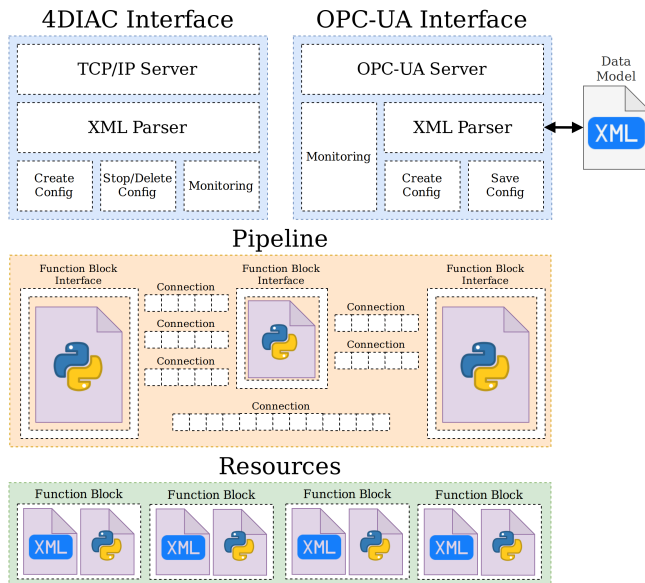 4DIAC Interface
TCP/IP Server
XML Parser
Create
Config
Stop/Delete
Config
Monitoring
OPC-UA Interface
OPC-UA Server
Monitoring
XML Parser
Create
Config
Save
Config
Data
Model
XML
Pipeline
Function Block
Interface
Connection
Connection
Connection
Function Block
Interface
Connection
Connection
Connection
Function Block
Interface
Resources
Function Block
XML
Function Block
XML
Function Block
XML
Function Block
XML